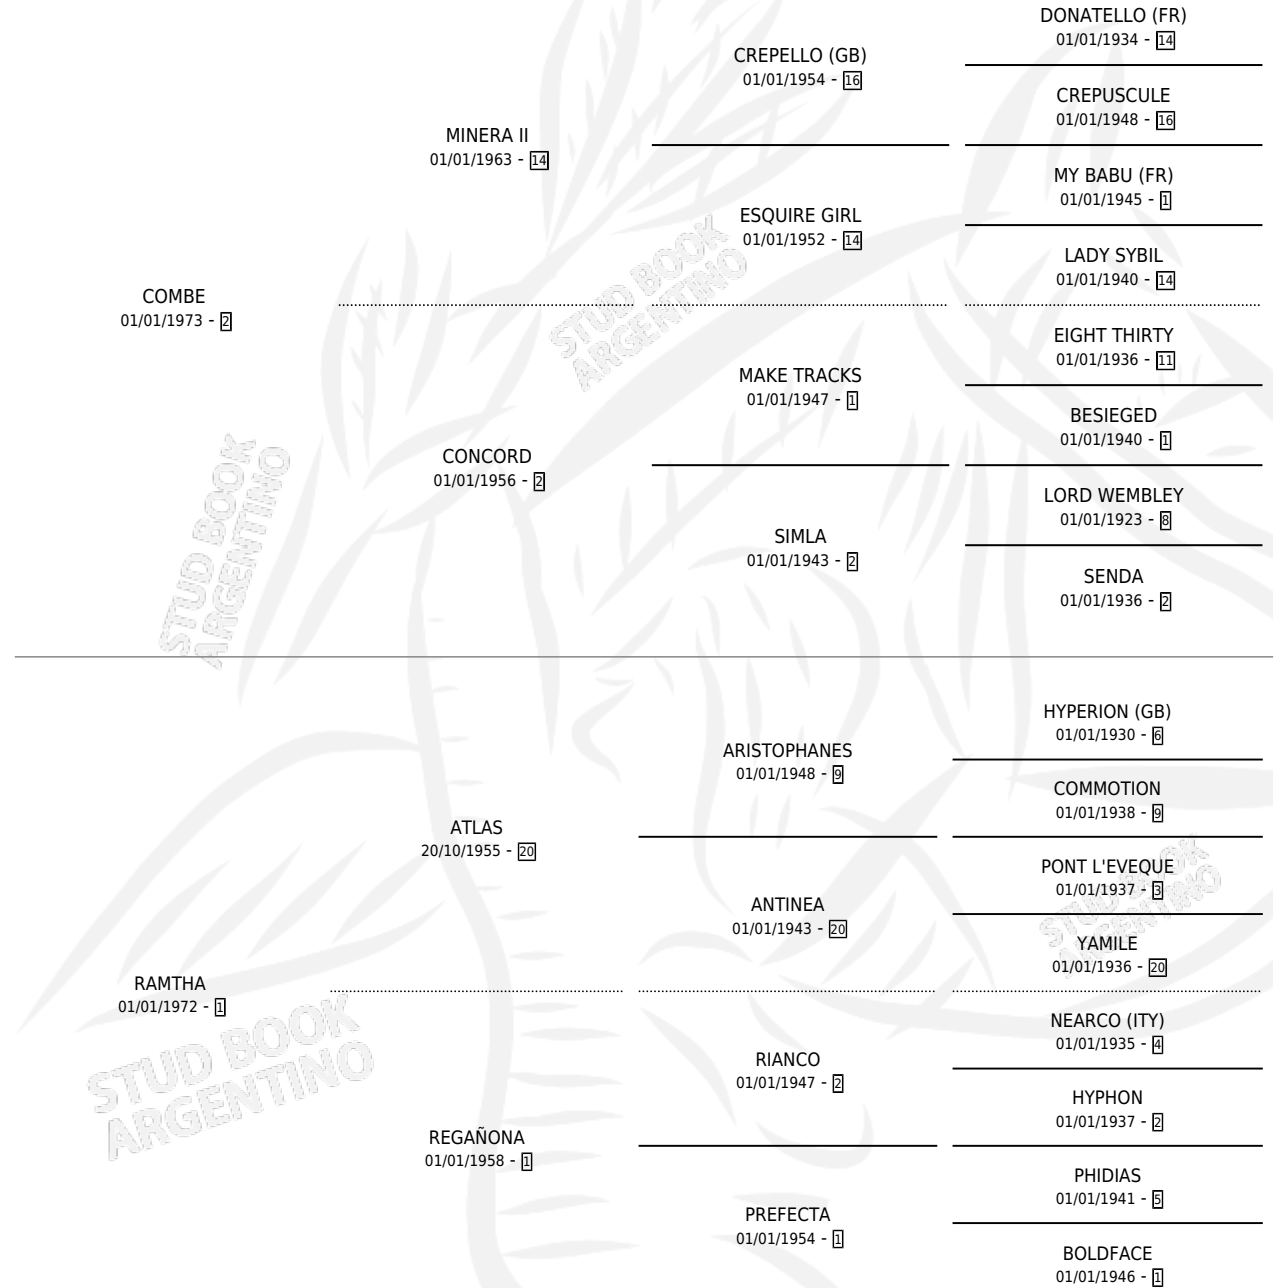 DONATELLO (FR)
01/01/1934 - 14
CREPELLO (GB)
01/01/1954 - 16
CREPUSCULE
01/01/1948 - 16
MINERA II
01/01/1963 - 14
MY BABU (FR)
01/01/1945 - 1
ESQUIRE GIRL
01/01/1952 - 14
LADY SYBIL
01/01/1940 - 14
COMBE
01/01/1973 - 2
EIGHT THIRTY
01/01/1936 - 11
MAKE TRACKS
01/01/1947 - 1
BESIEGED
01/01/1940 - 1
CONCORD
01/01/1956 - 2
LORD WEMBLEY
01/01/1923 - 8
SIMLA
01/01/1943 - 2
SENDA
01/01/1936 - 2
HYPERION (GB)
01/01/1930 - 6
ARISTOPHANES
01/01/1948 - 9
COMMOTION
01/01/1938 - 9
ATLAS
20/10/1955 - 20
PONT L'EVEQUE
01/01/1937 - 3
ANTINEA
01/01/1943 - 20
YAMILE
01/01/1936 - 20
RAMTHA
01/01/1972 - 1
NEARCO (ITY)
01/01/1935 - 4
RIANCO
01/01/1947 - 2
HYPHON
01/01/1937 - 2
REGAÑONA
01/01/1958 - 1
PHIDIAS
01/01/1941 - 5
PREFECTA
01/01/1954 - 1
BOLDFACE
01/01/1946 - 1
STUD BOOK
ARGENTINO
STUD BOOK
ARGENTINO
STUD BOOK
ARGENTINO
STUD BOOK
ARGENTINO